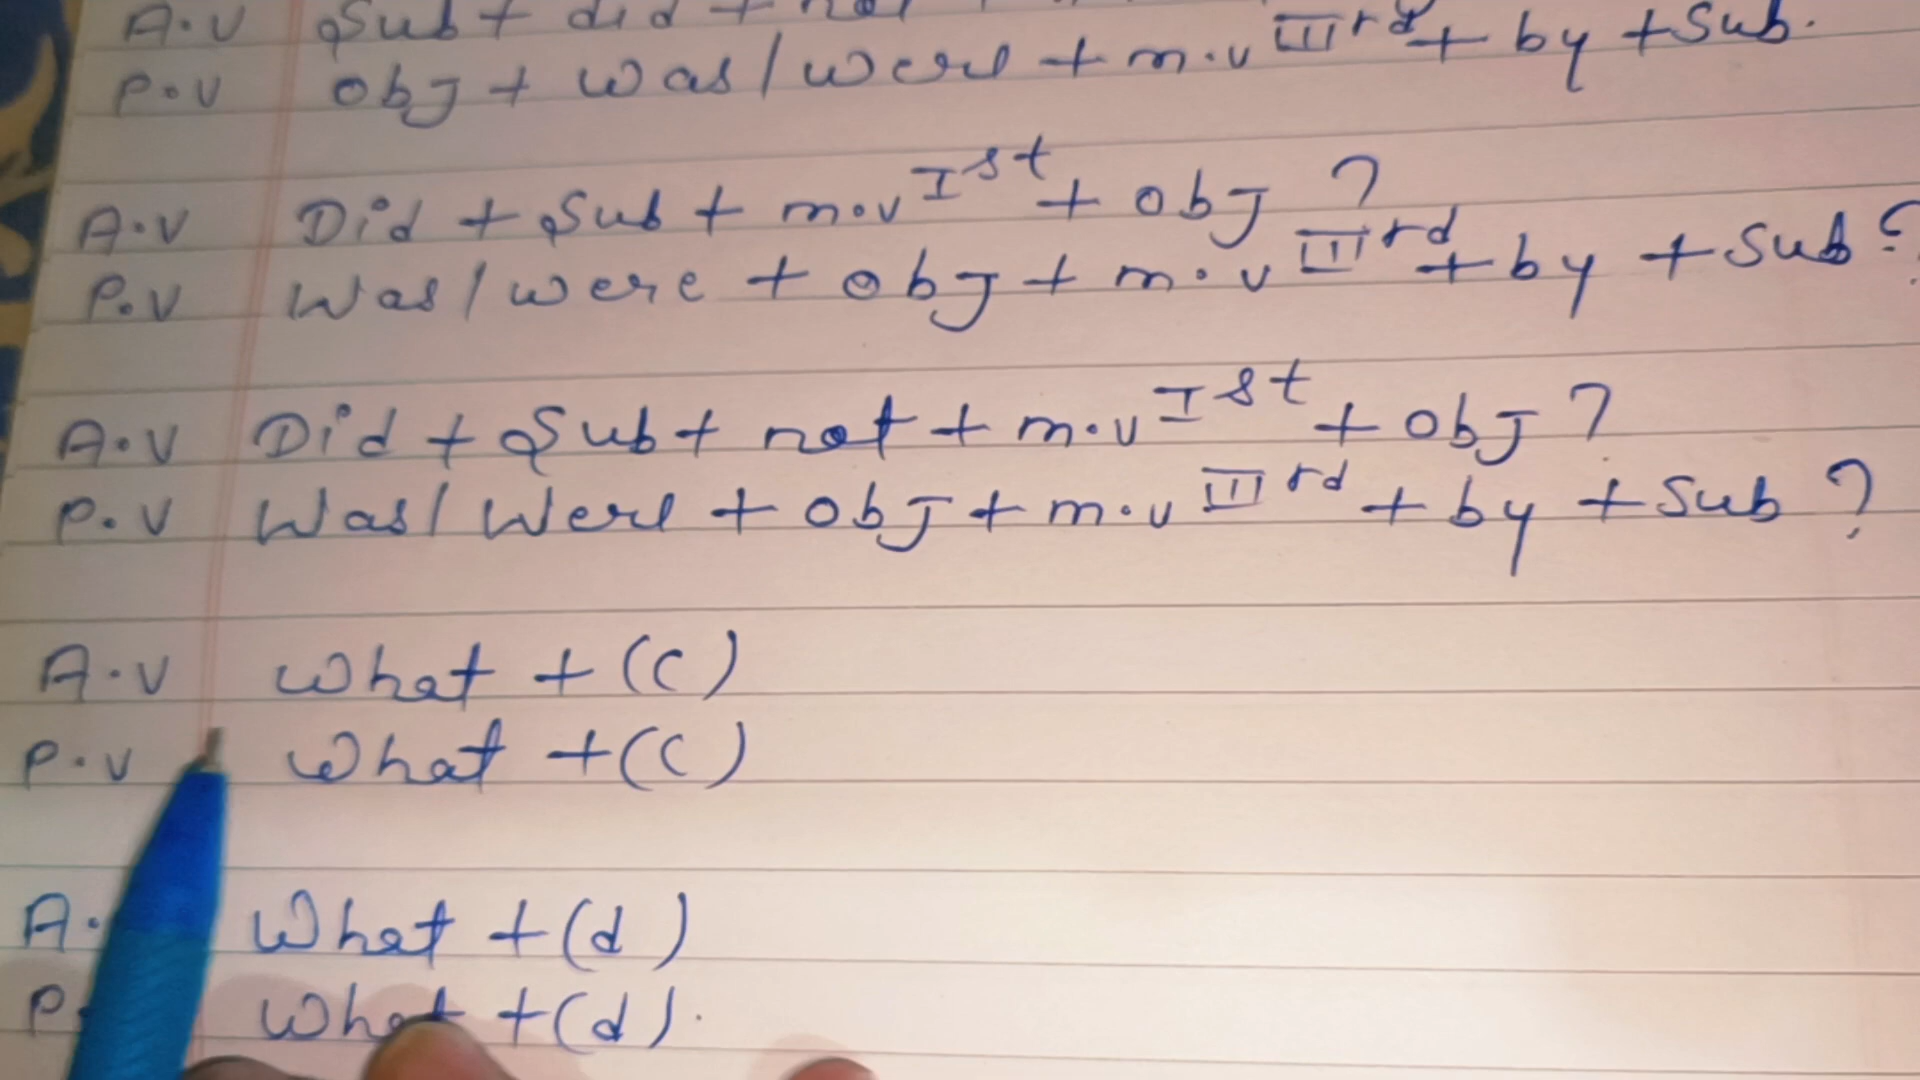 A.V Sub + did + not +
P.V Obj + Was/were + m.v IIIrd + by + Sub.
A.V Did + Sub + m.v Ist + obj ?
P.V Was/were + obj + m.v IIIrd + by + Sub?
A.V Did + Sub + not + m.v Ist + obj ?
P.V Was/Were + obj + m.v IIIrd + by + Sub ?
A.V What + (C)
P.V What + (C)
A. What + (d)
P. What + (d).